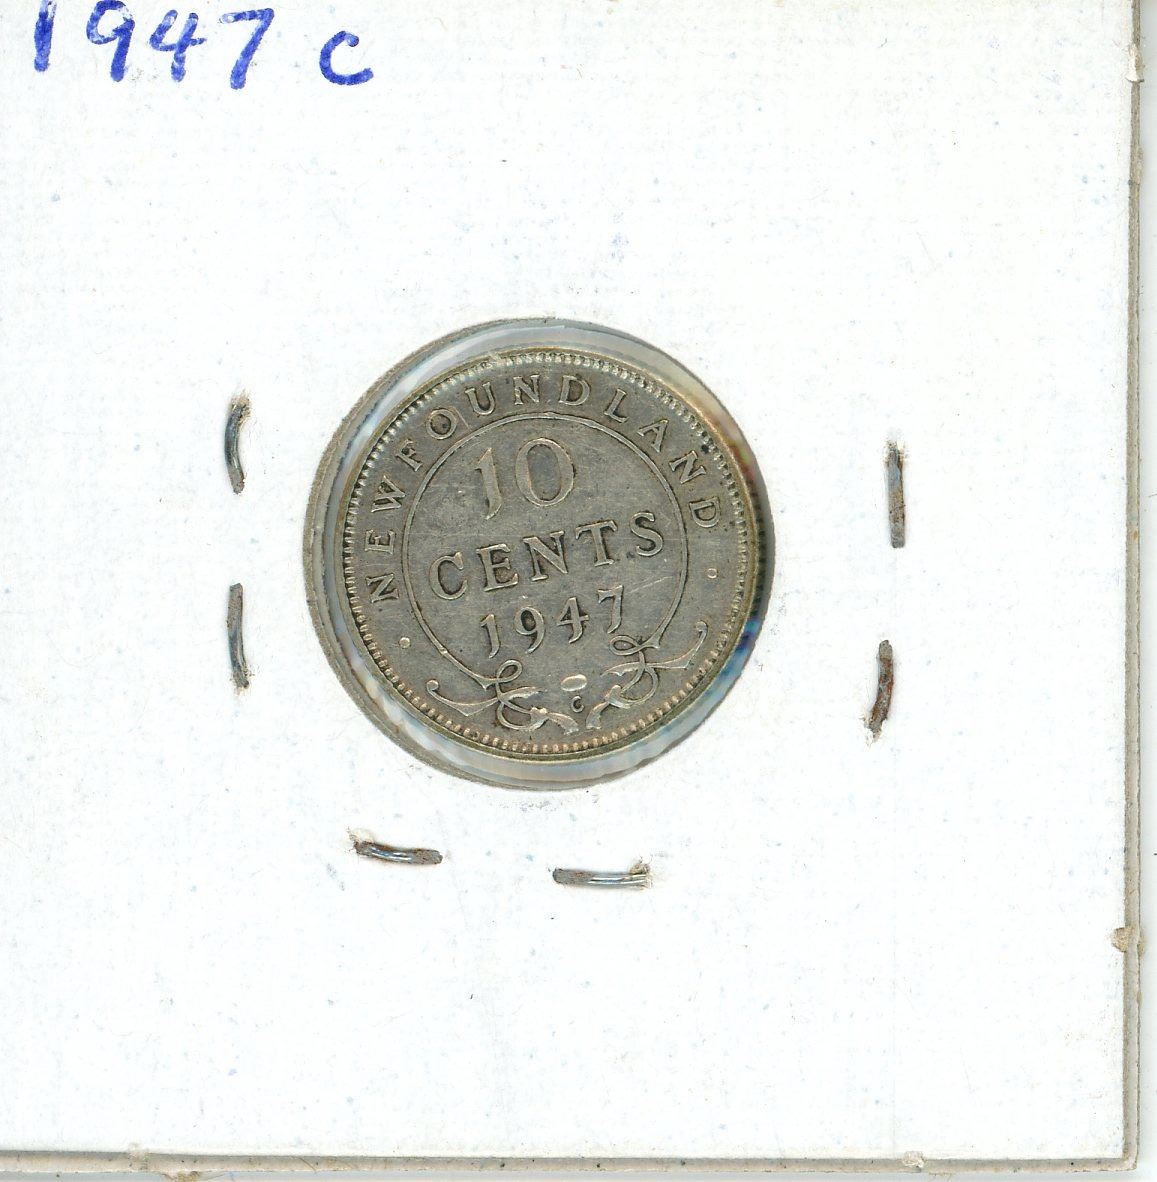 1947 c
NEWFOUNDLAND
10
CENTS
1947
C